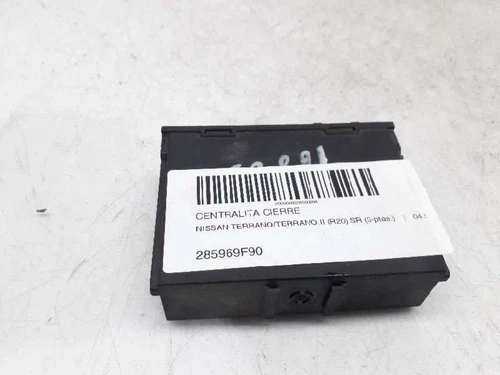 CENTRALITA CIERRE
NISSAN TERRANO/TERRANO.II (R20) SR (5-ptas.) | 04.
285969F90